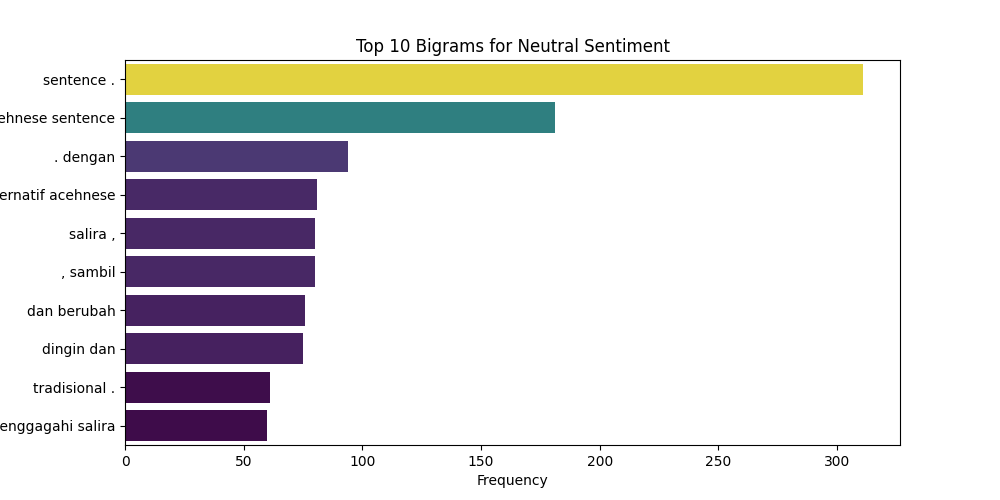 Top 10 Bigrams for Neutral Sentiment
sentence .
ehnese sentence
. dengan
ernatif acehnese
salira ,
, sambil
dan berubah
dingin dan
tradisional .
enggagahi salira
0 50 100 150 200 250 300
Frequency